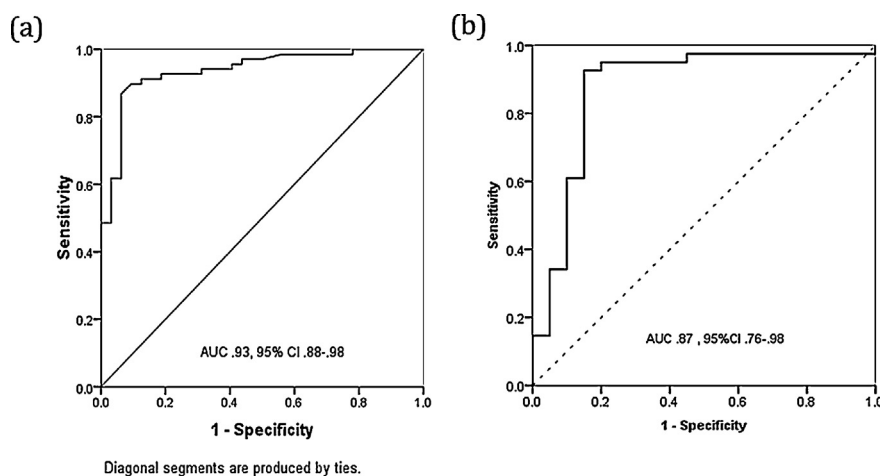 (a)
1.0
0.8
0.6
0.4
0.2
0.0
Sensitivity
AUC .93, 95% CI .88-.98
0.0 0.2 0.4 0.6 0.8 1.0
1 - Specificity
Diagonal segments are produced by ties.
(b)
1.0
0.8
0.6
0.4
0.2
0.0
Sensitivity
AUC .87 , 95%CI .76-.98
0.0 0.2 0.4 0.6 0.8 1.0
1 - Specificity